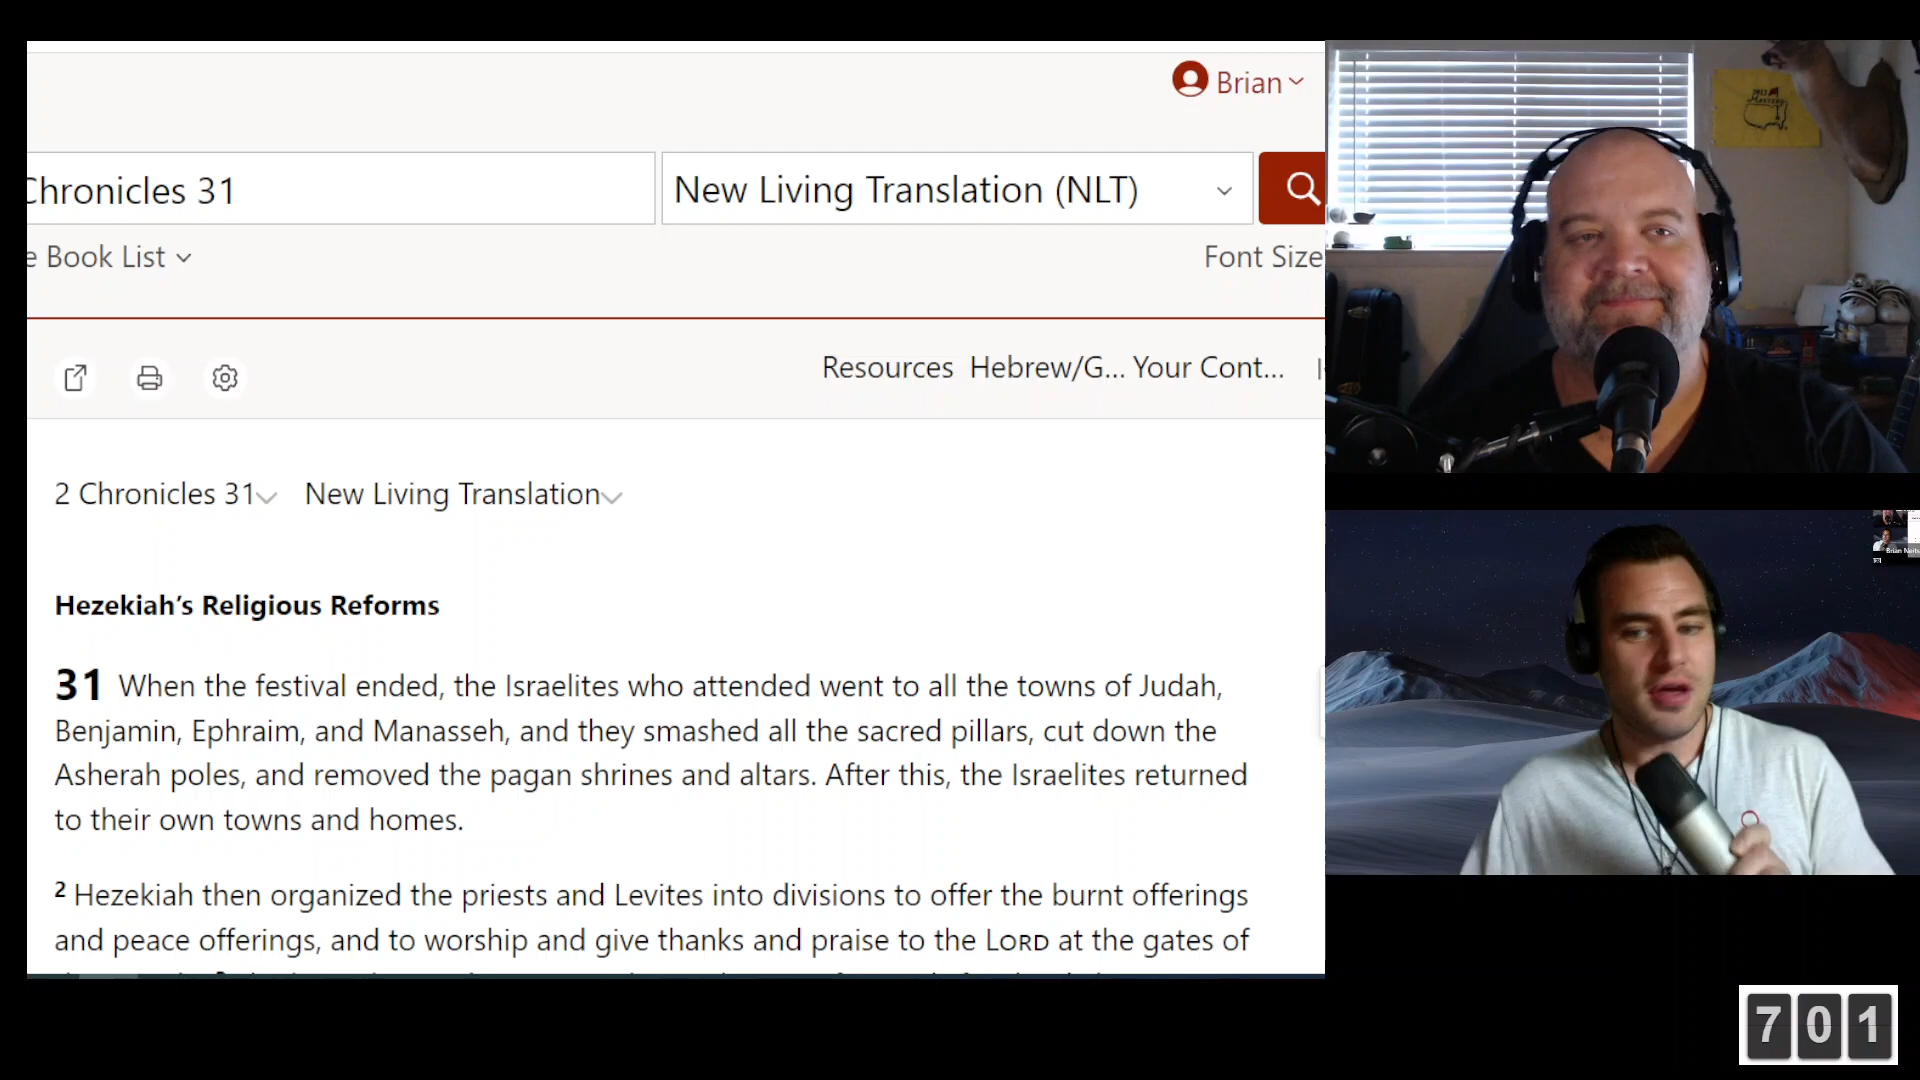 Brian
Chronicles 31
New Living Translation (NLT)
e Book List
Font Size
Resources Hebrew/G... Your Cont...
2 Chronicles 31
New Living Translation
Hezekiah’s Religious Reforms
31 When the festival ended, the Israelites who attended went to all the towns of Judah,
Benjamin, Ephraim, and Manasseh, and they smashed all the sacred pillars, cut down the
Asherah poles, and removed the pagan shrines and altars. After this, the Israelites returned
to their own towns and homes.
2 Hezekiah then organized the priests and Levites into divisions to offer the burnt offerings
and peace offerings, and to worship and give thanks and praise to the LORD at the gates of
MASTERS
Brian
701